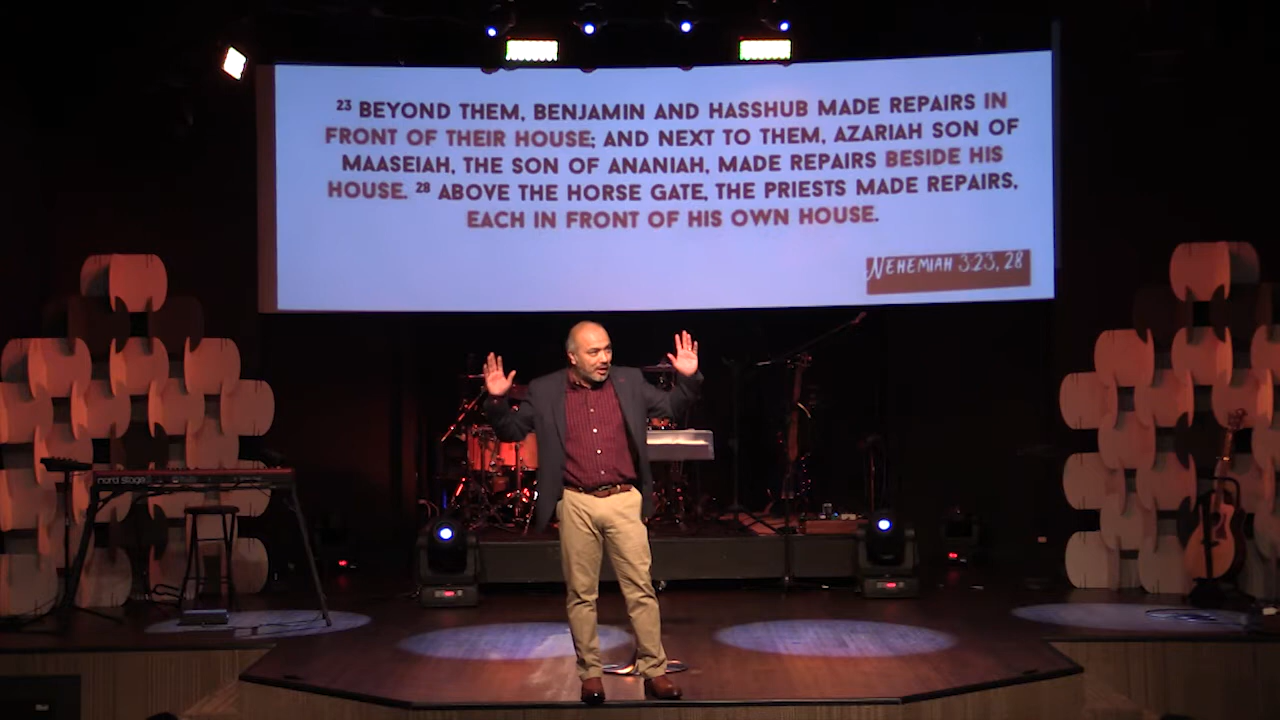 23 BEYOND THEM, BENJAMIN AND HASSHUB MADE REPAIRS IN
FRONT OF THEIR HOUSE; AND NEXT TO THEM, AZARIAH SON OF
MAASEIAH, THE SON OF ANANIAH, MADE REPAIRS BESIDE HIS
HOUSE. 28 ABOVE THE HORSE GATE, THE PRIESTS MADE REPAIRS,
EACH IN FRONT OF HIS OWN HOUSE.
NEHEMIAH 3:23, 28
nord stage